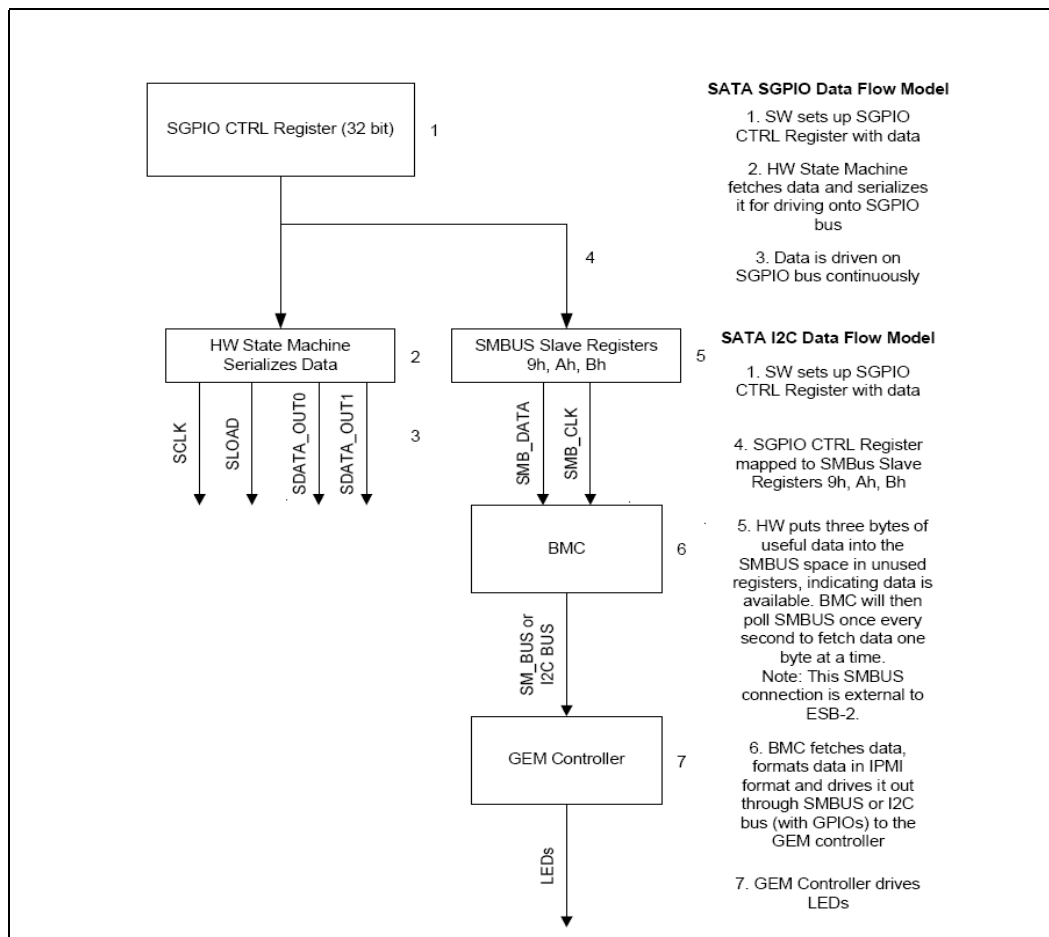 SGPIO CTRL Register (32 bit)
1
4
HW State Machine
Serializes Data
2
SMBUS Slave Registers
9h, Ah, Bh
5
SCLK
SLOAD
SDATA_OUT0
SDATA_OUT1
3
SMB_DATA
SMB_CLK
BMC
6
SM_BUS or
I2C BUS
GEM Controller
7
LEDs
SATA SGPIO Data Flow Model
1. SW sets up SGPIO
CTRL Register with data
2. HW State Machine
fetches data and serializes
it for driving onto SGPIO
bus
3. Data is driven on
SGPIO bus continuously
SATA I2C Data Flow Model
1. SW sets up SGPIO
CTRL Register with data
4. SGPIO CTRL Register
mapped to SMBus Slave
Registers 9h, Ah, Bh
5. HW puts three bytes of
useful data into the
SMBUS space in unused
registers, indicating data is
available. BMC will then
poll SMBUS once every
second to fetch data one
byte at a time.
Note: This SMBUS
connection is external to
ESB-2.
6. BMC fetches data,
formats data in IPMI
format and drives it out
through SMBUS or I2C
bus (with GPIOs) to the
GEM controller
7. GEM Controller drives
LEDs